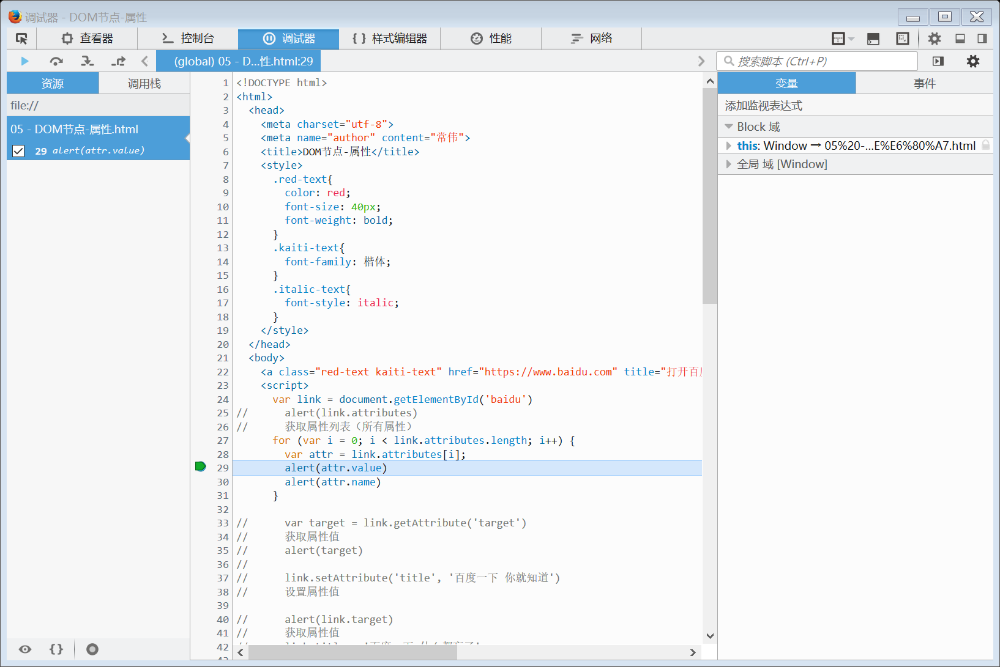 调试器 - DOM节点-属性
查看器
控制台
调试器
{ } 样式编辑器
性能
网络
(global) 05 - D...性.html:29
搜索脚本 (Ctrl+P)
资源
调用栈
file://
05 - DOM节点-属性.html
29 alert(attr.value)
1 <!DOCTYPE html>
2 <html>
3 <head>
4 <meta charset="utf-8">
5 <meta name="author" content="常伟">
6 <title>DOM节点-属性</title>
7 <style>
8 .red-text{
9 color: red;
10 font-size: 40px;
11 font-weight: bold;
12 }
13 .kaiti-text{
14 font-family: 楷体;
15 }
16 .italic-text{
17 font-style: italic;
18 }
19 </style>
20 </head>
21 <body>
22 <a class="red-text kaiti-text" href="https://www.baidu.com" title="打开百
23 <script>
24 var link = document.getElementById('baidu')
25 // alert(link.attributes)
26 // 获取属性列表（所有属性）
27 for (var i = 0; i < link.attributes.length; i++) {
28 var attr = link.attributes[i];
29 alert(attr.value)
30 alert(attr.name)
31 }
32
33 // var target = link.getAttribute('target')
34 // 获取属性值
35 // alert(target)
36 //
37 // link.setAttribute('title', '百度一下 你就知道')
38 // 设置属性值
39
40 // alert(link.target)
41 // 获取属性值
42
变量
事件
添加监视表达式
Block 域
this: Window → 05%20-...E%E6%80%A7.html
全局 域 [Window]
{ }